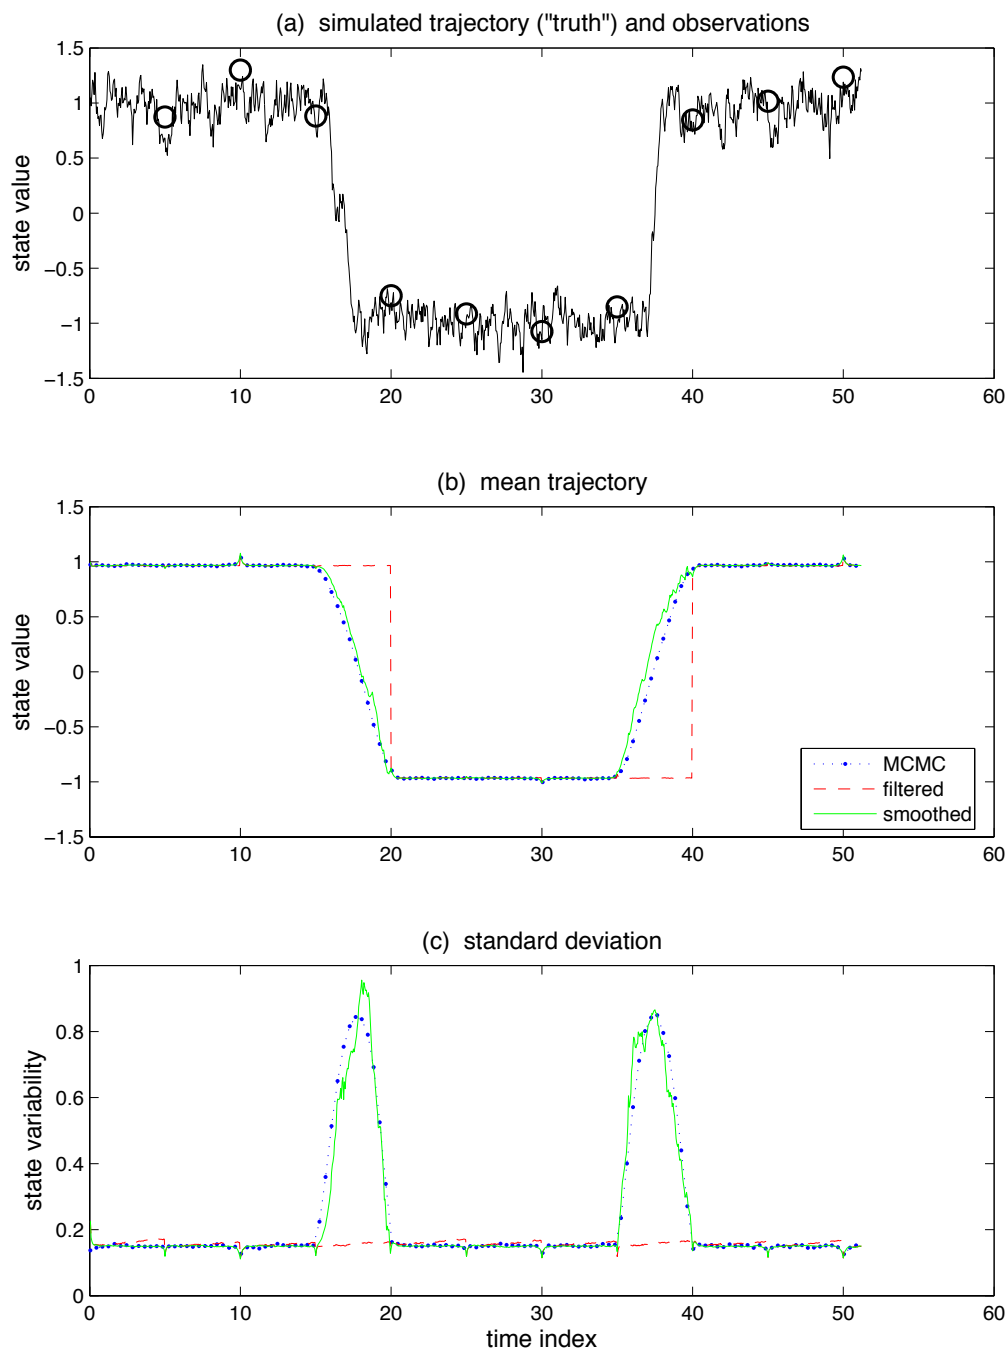 (a) simulated trajectory ("truth") and observations
1.5
1
0.5
0
−0.5
−1
−1.5
state value
0 10 20 30 40 50 60
(b) mean trajectory
1.5
1
0.5
0
−0.5
−1
−1.5
state value
MCMC
filtered
smoothed
0 10 20 30 40 50 60
(c) standard deviation
1
0.8
0.6
0.4
0.2
0
state variability
0 10 20 30 40 50 60
time index